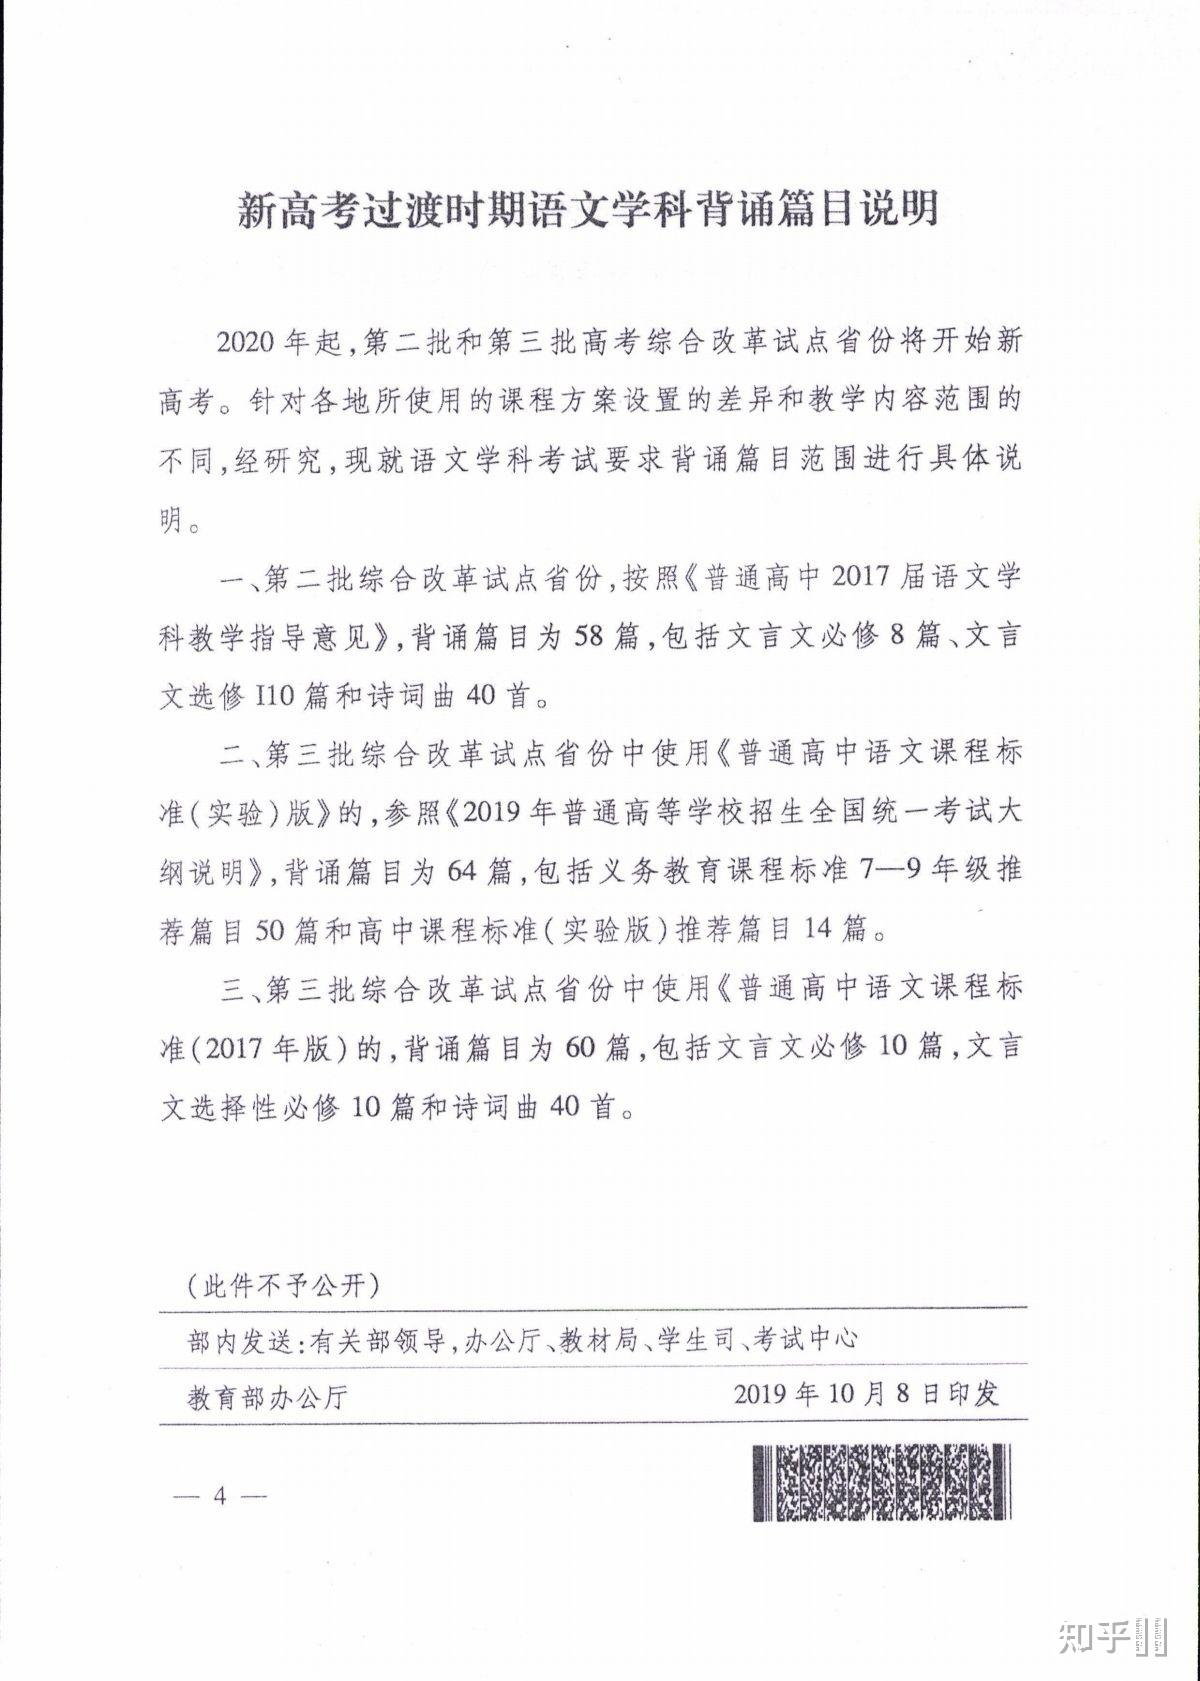 新高考过渡时期语文学科背诵篇目说明
2020年起,第二批和第三批高考综合改革试点省份将开始新
高考。针对各地所使用的课程方案设置的差异和教学内容范围的
不同,经研究,现就语文学科考试要求背诵篇目范围进行具体说
明。
一、第二批综合改革试点省份,按照《普通高中2017届语文学
科教学指导意见》,背诵篇目为58篇,包括文言文必修8篇、文言
文选修I10篇和诗词曲40首。
二、第三批综合改革试点省份中使用《普通高中语文课程标
准(实验)版》的,参照《2019年普通高等学校招生全国统一考试大
纲说明》,背诵篇目为64篇,包括义务教育课程标准7—9年级推
荐篇目50篇和高中课程标准(实验版)推荐篇目14篇。
三、第三批综合改革试点省份中使用《普通高中语文课程标
准(2017年版)的,背诵篇目为60篇,包括文言文必修10篇,文言
文选择性必修10篇和诗词曲40首。
(此件不予公开)
部内发送:有关部领导,办公厅、教材局、学生司、考试中心
教育部办公厅 2019年10月8日印发
— 4 —
知乎